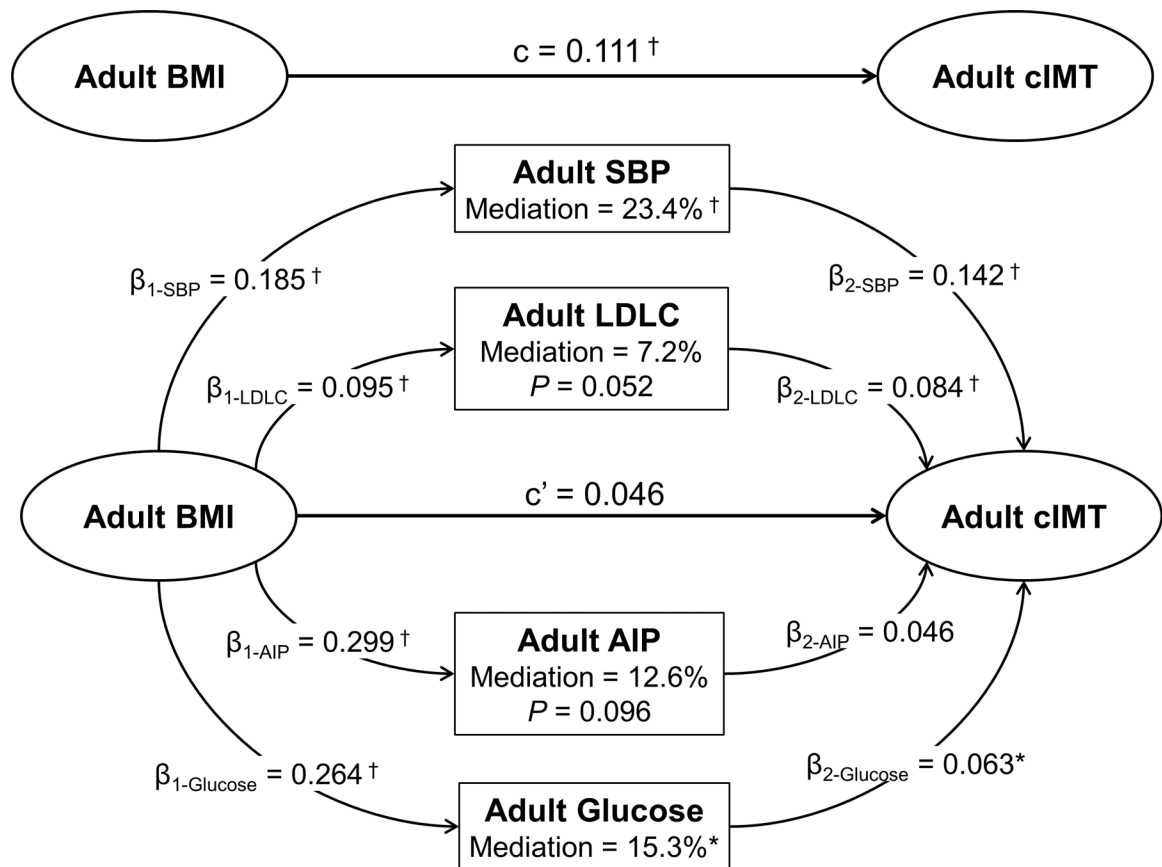 c = 0.111 †
Adult BMI
Adult cIMT
Adult SBP
Mediation = 23.4% †
β1-SBP = 0.185 †
β2-SBP = 0.142 †
Adult LDLC
Mediation = 7.2%
P = 0.052
β1-LDLC = 0.095 †
β2-LDLC = 0.084 †
c’ = 0.046
Adult BMI
Adult cIMT
β1-AIP = 0.299 †
Adult AIP
Mediation = 12.6%
P = 0.096
β2-AIP = 0.046
β1-Glucose = 0.264 †
β2-Glucose = 0.063*
Adult Glucose
Mediation = 15.3%*